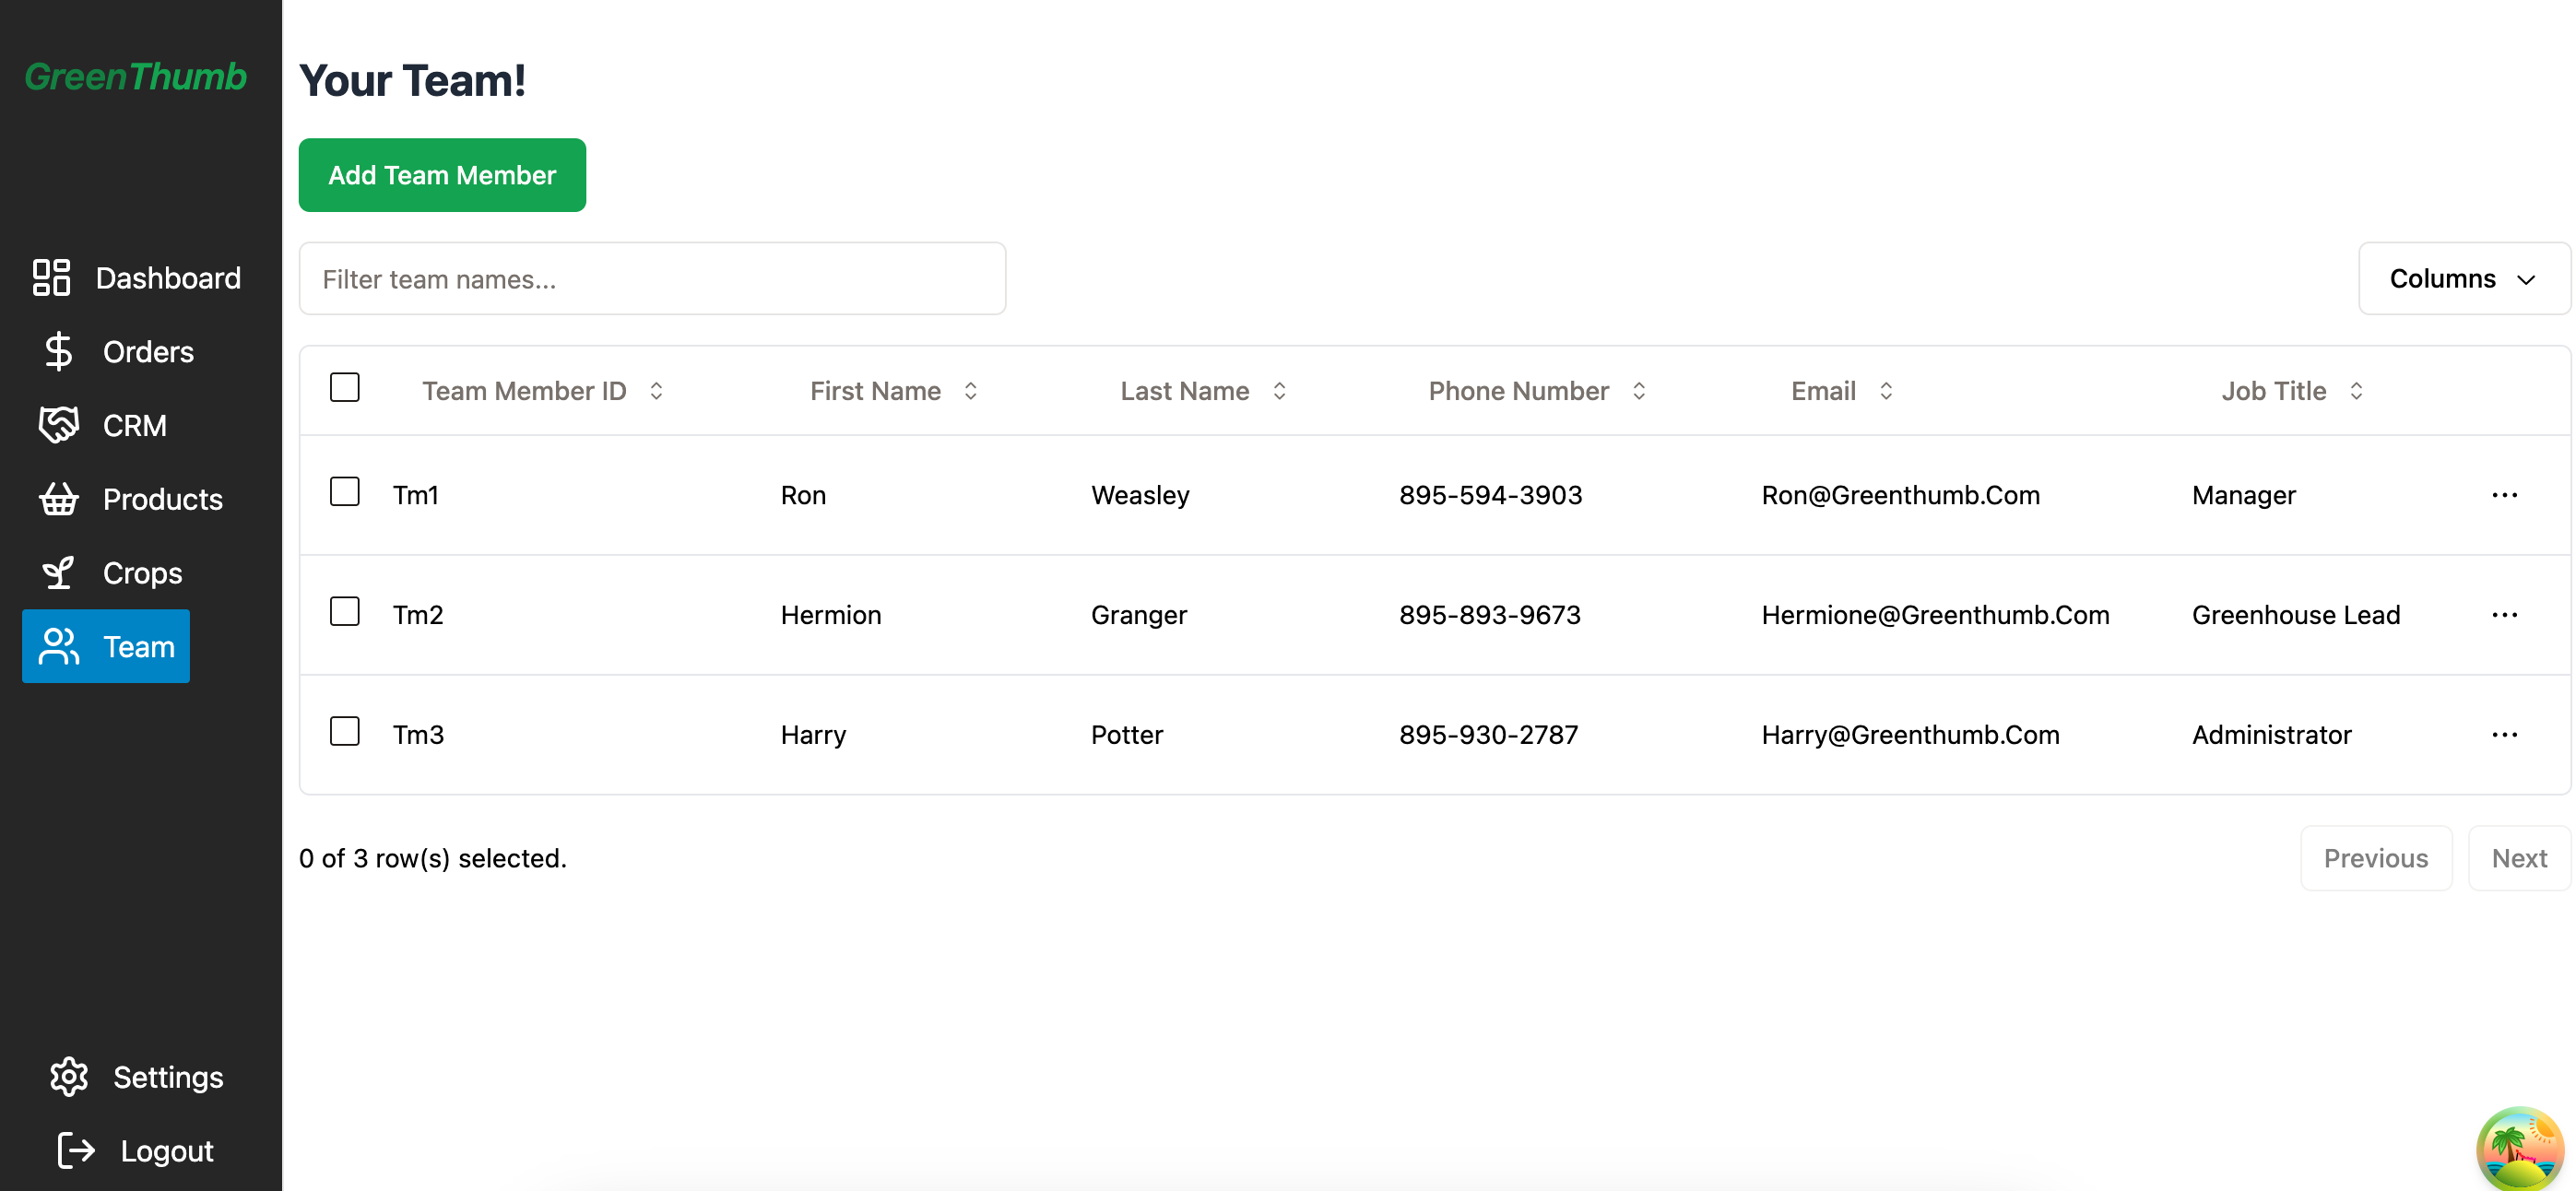 GreenThumb
Dashboard
Orders
CRM
Products
Crops
Team
Settings
Logout
Your Team!
Add Team Member
Filter team names...
Columns
Team Member ID First Name Last Name Phone Number Email Job Title
Tm1 Ron Weasley 895-594-3903 Ron@Greenthumb.Com Manager ...
Tm2 Hermion Granger 895-893-9673 Hermione@Greenthumb.Com Greenhouse Lead ...
Tm3 Harry Potter 895-930-2787 Harry@Greenthumb.Com Administrator ...
0 of 3 row(s) selected.
Previous Next